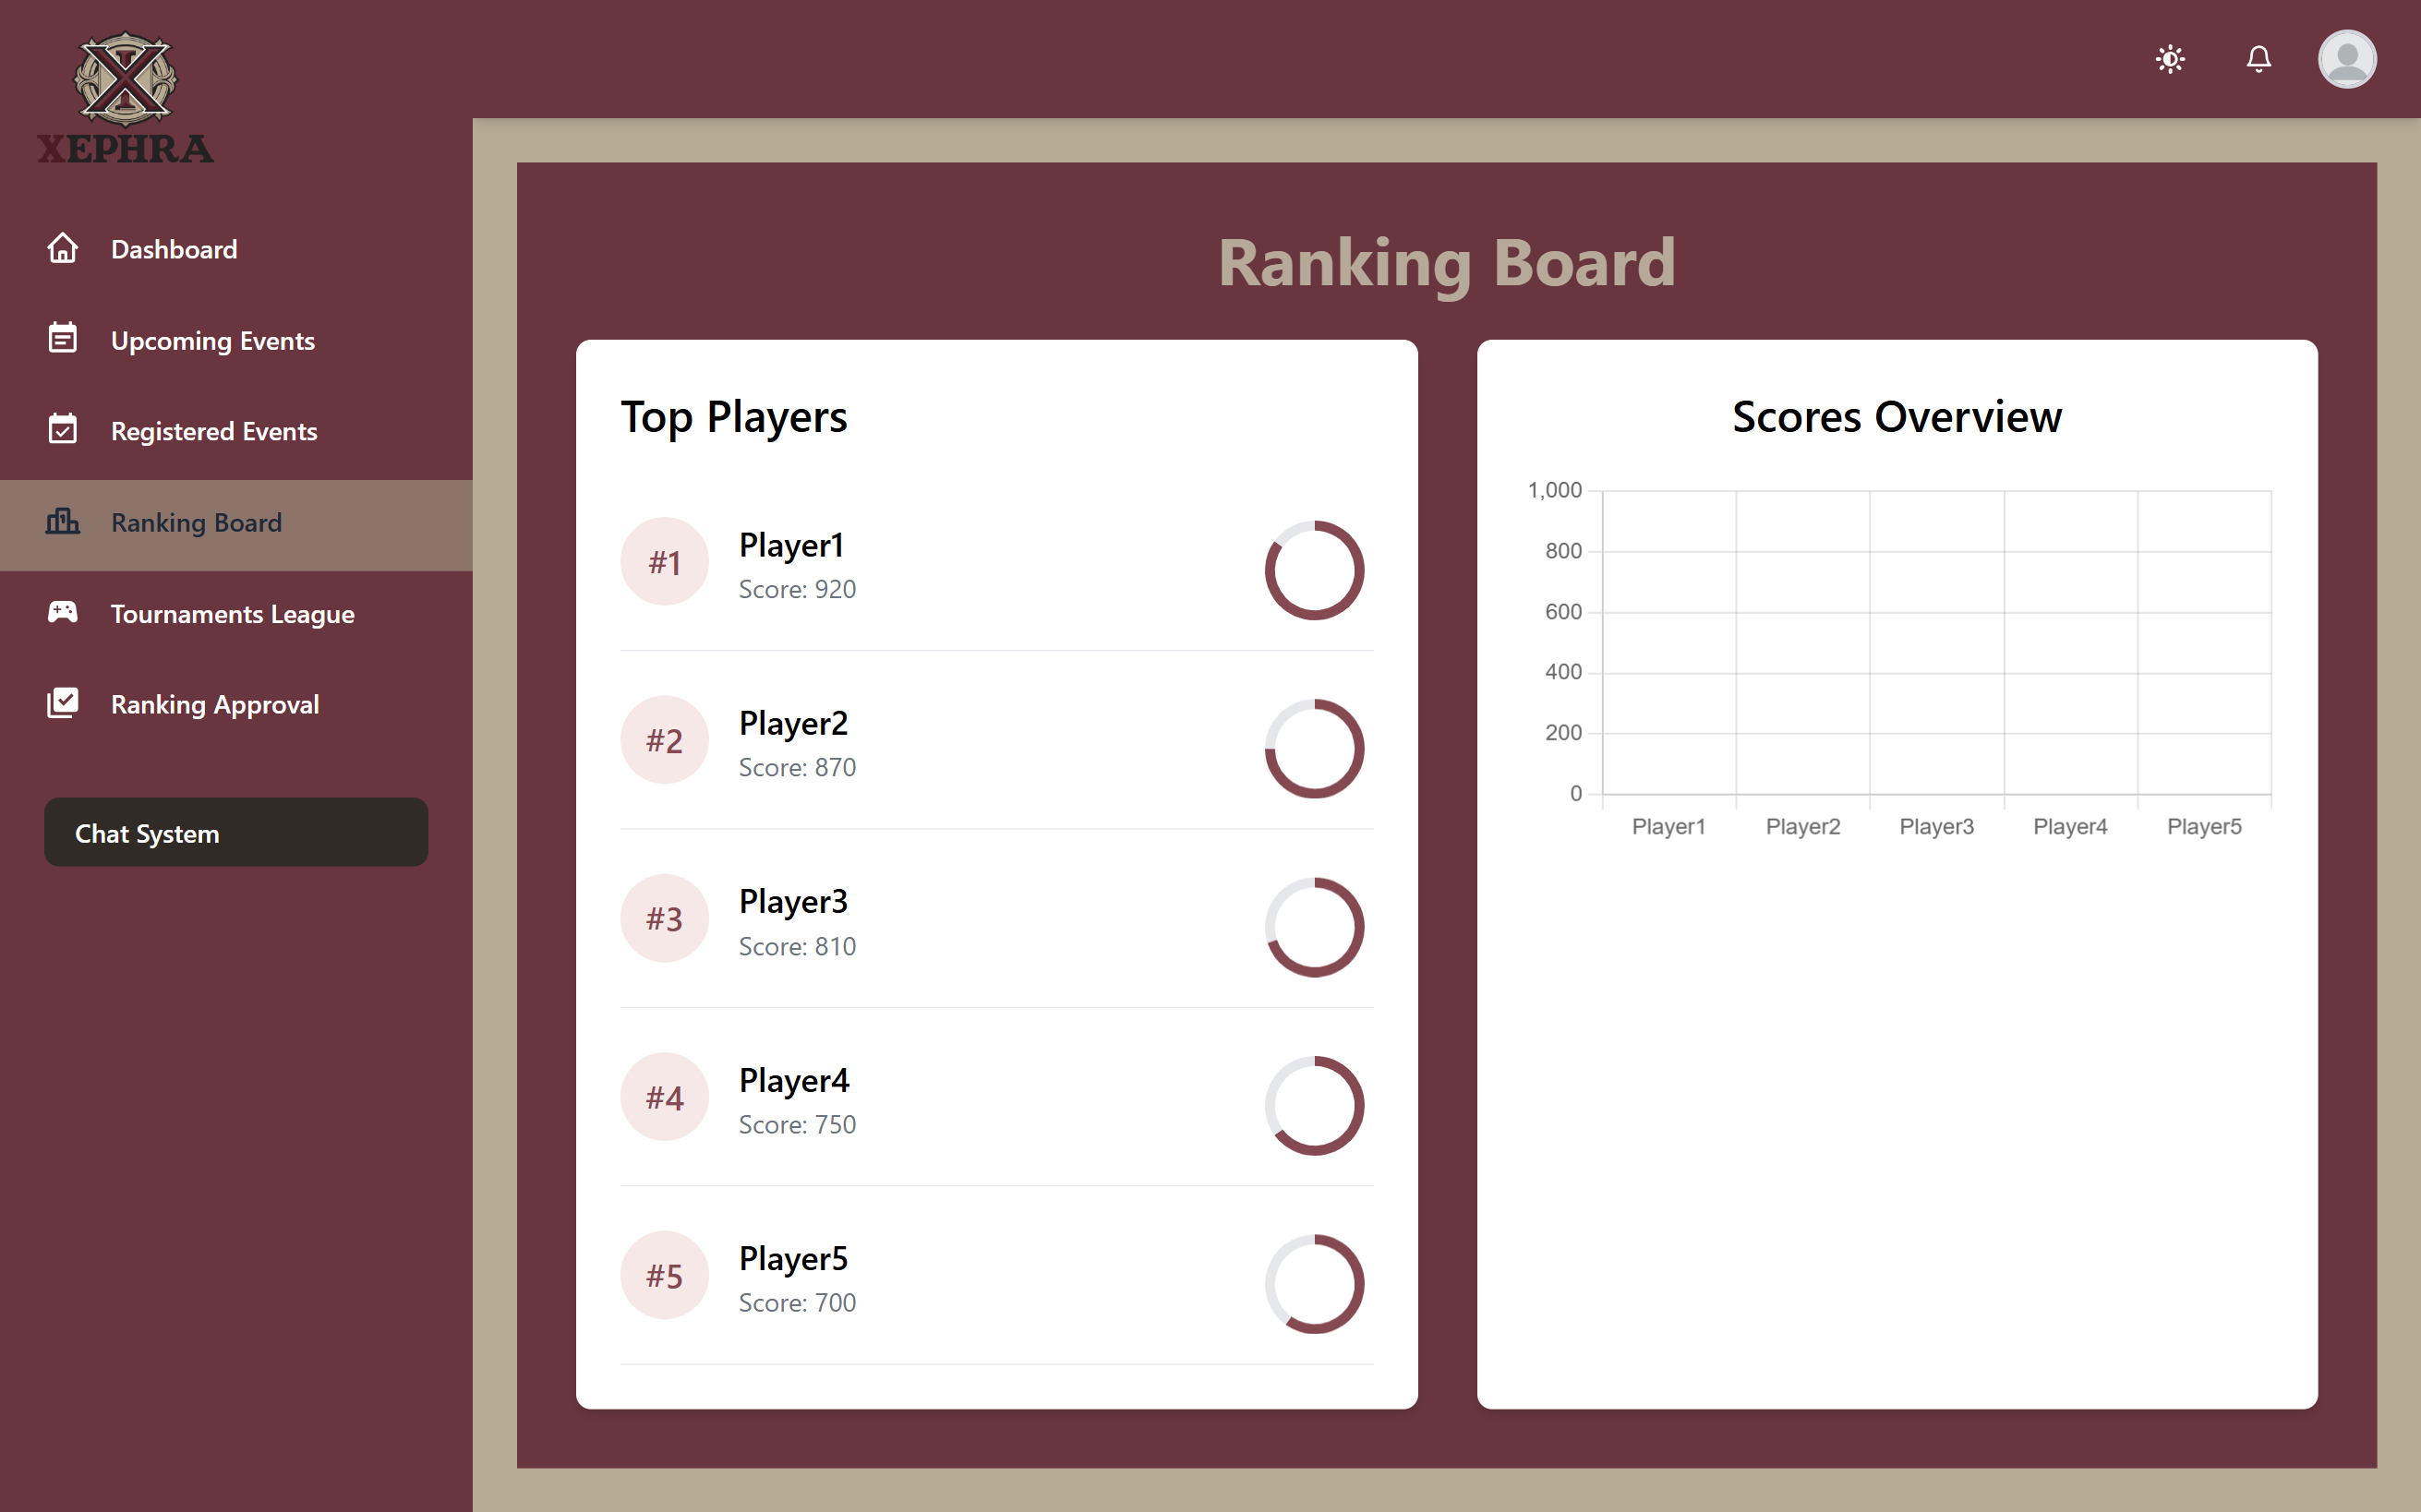 XEPHRA
Dashboard
Upcoming Events
Registered Events
Ranking Board
Tournaments League
Ranking Approval
Chat System
Ranking Board
Top Players
#1
Player1
Score: 920
#2
Player2
Score: 870
#3
Player3
Score: 810
#4
Player4
Score: 750
#5
Player5
Score: 700
Scores Overview
1,000
800
600
400
200
0
Player1 Player2 Player3 Player4 Player5